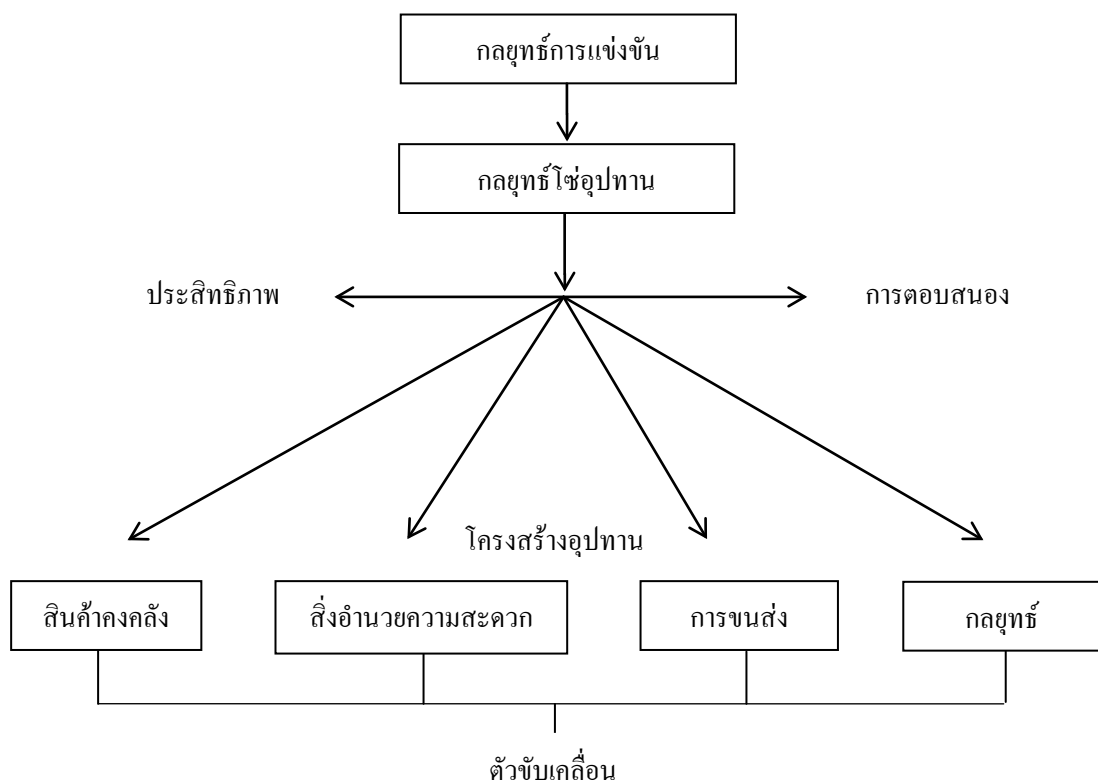 กลยุทธ์การแข่งขัน
กลยุทธ์โซ่อุปทาน
ประสิทธิภาพ
การตอบสนอง
โครงสร้างอุปทาน
สินค้าคงคลัง
สิ่งอำนวยความสะดวก
การขนส่ง
กลยุทธ์
ตัวขับเคลื่อน